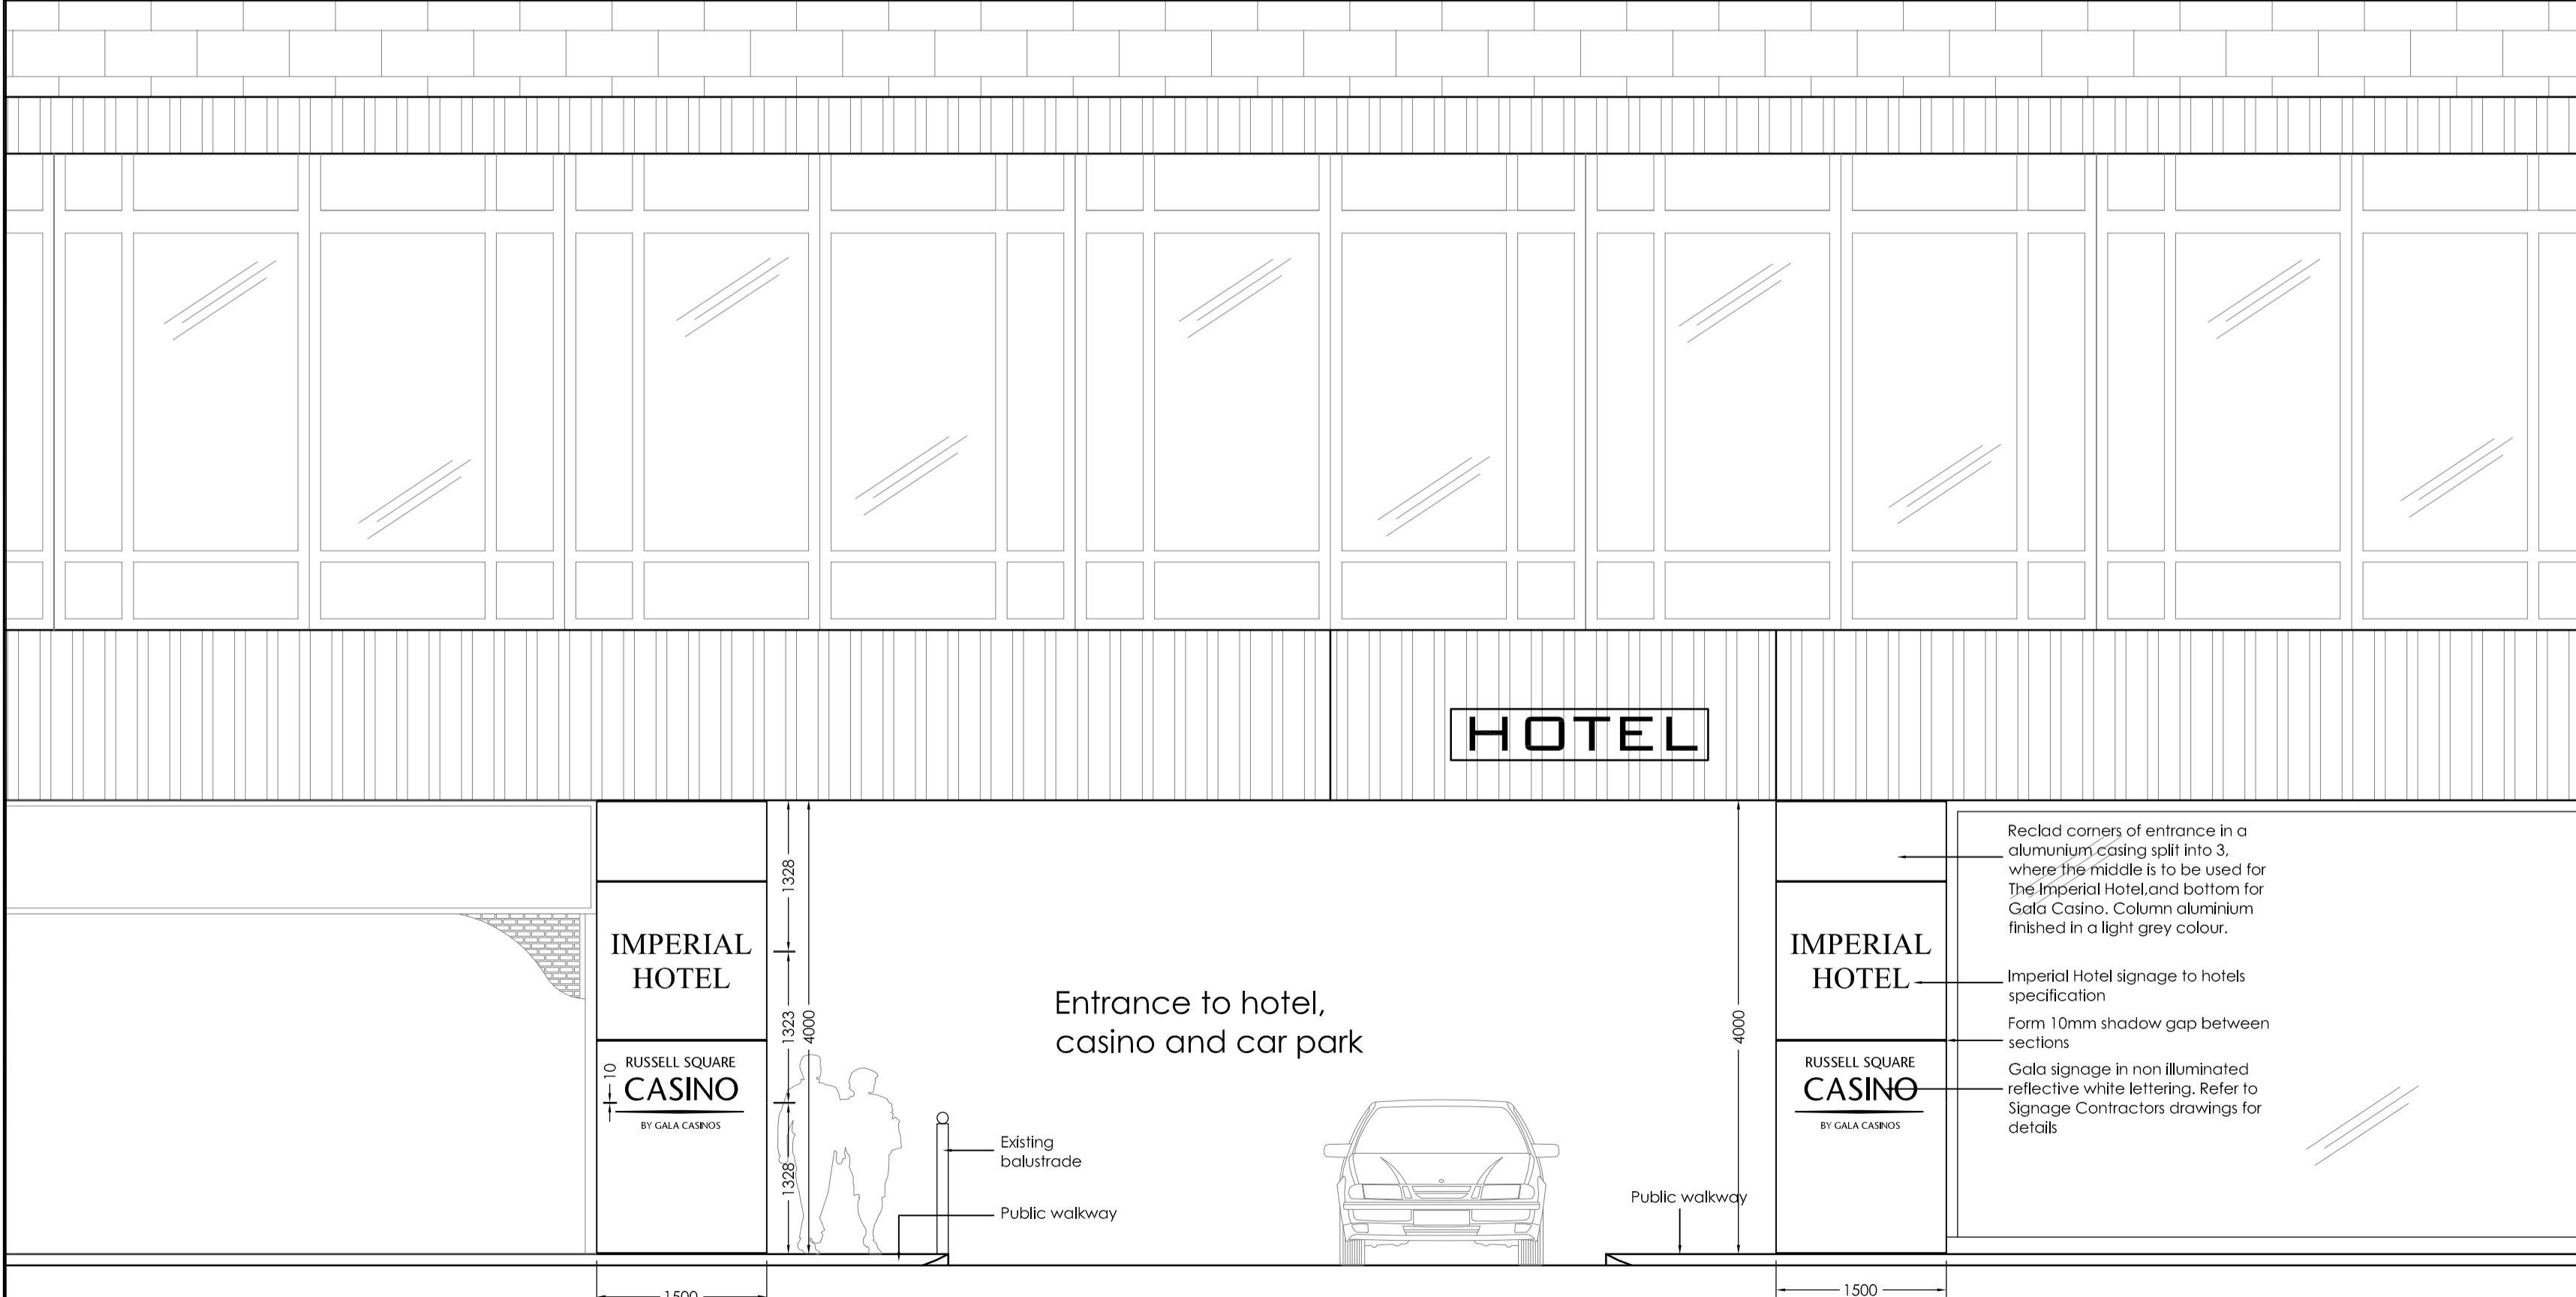 HOTEL
IMPERIAL
HOTEL
RUSSELL SQUARE
CASINO
BY GALA CASINOS
10
1328
1323
1328
4000
1500
Entrance to hotel,
casino and car park
Existing
balustrade
Public walkway
Public walkway
4000
IMPERIAL
HOTEL
RUSSELL SQUARE
CASINO
BY GALA CASINOS
1500
Reclad corners of entrance in a
alumunium casing split into 3,
where the middle is to be used for
The Imperial Hotel,and bottom for
Gala Casino. Column aluminium
finished in a light grey colour.
Imperial Hotel signage to hotels
specification
Form 10mm shadow gap between
sections
Gala signage in non illuminated
reflective white lettering. Refer to
Signage Contractors drawings for
details